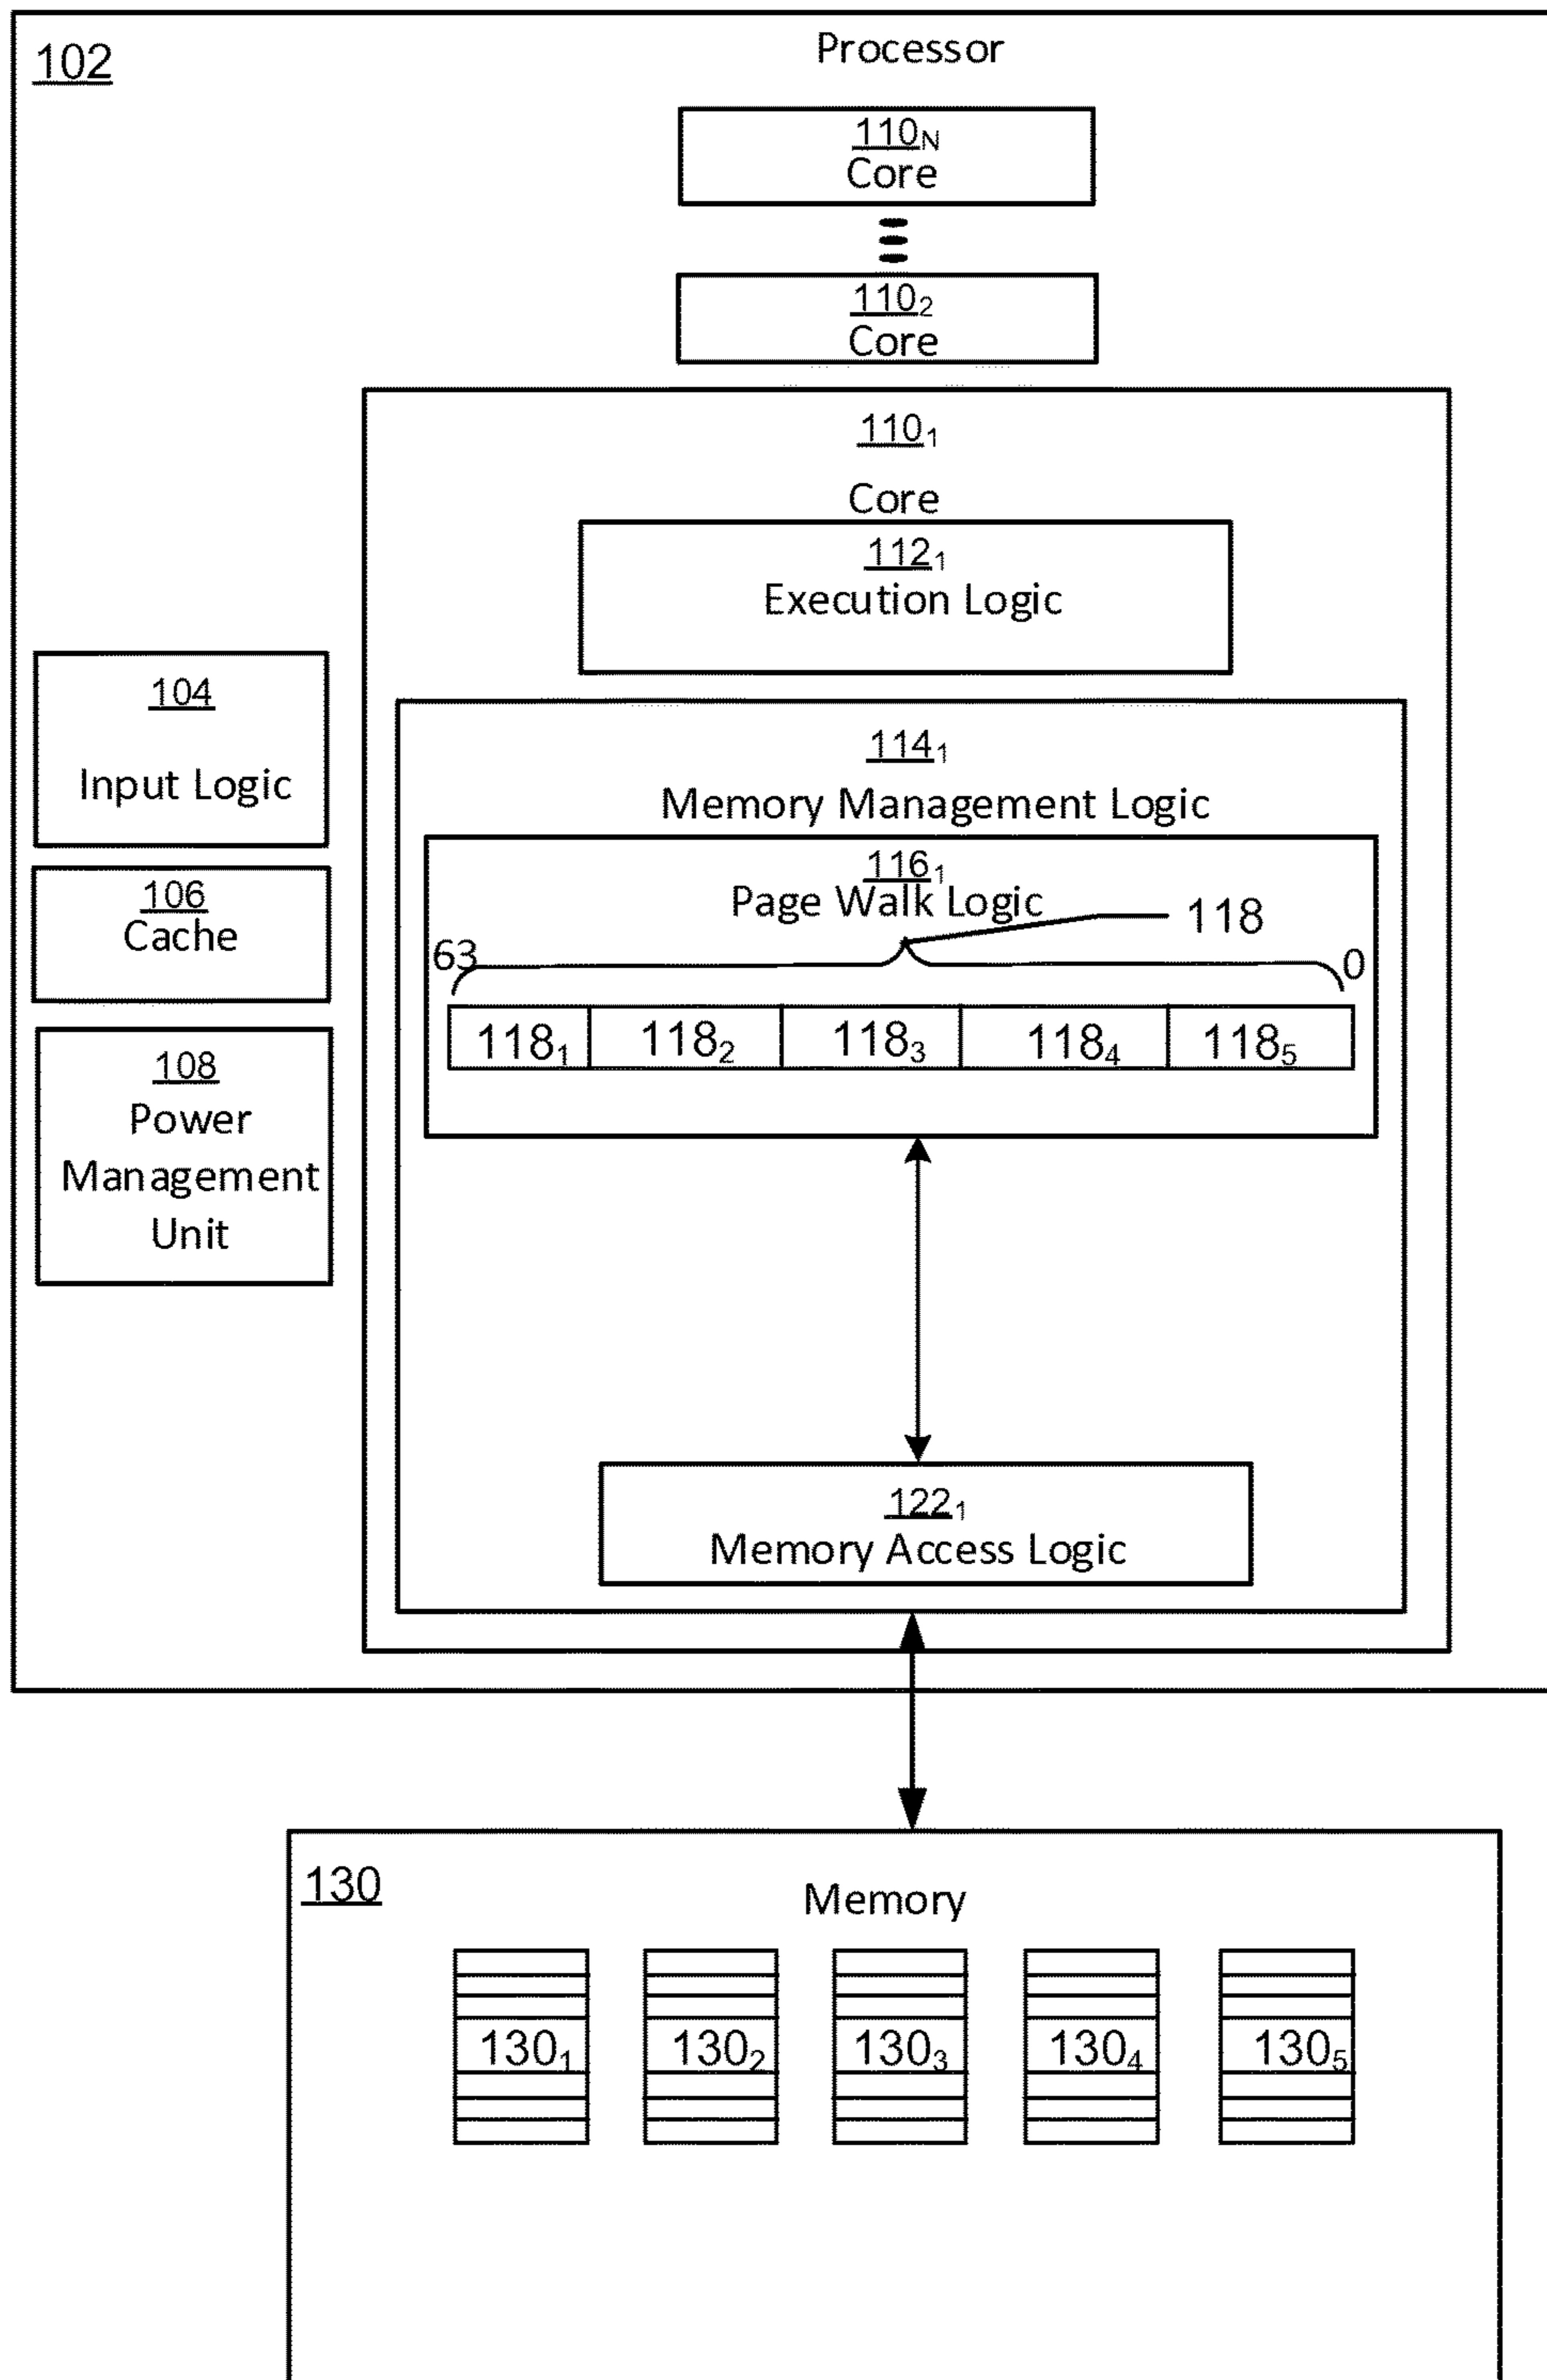 102
Processor
110N
Core
1102
Core
1101
Core
1121
Execution Logic
104
Input Logic
106
Cache
108
Power
Management
Unit
1141
Memory Management Logic
1161
Page Walk Logic
118
63
0
1181 1182 1183 1184 1185
1221
Memory Access Logic
130
Memory
1301 1302 1303 1304 1305